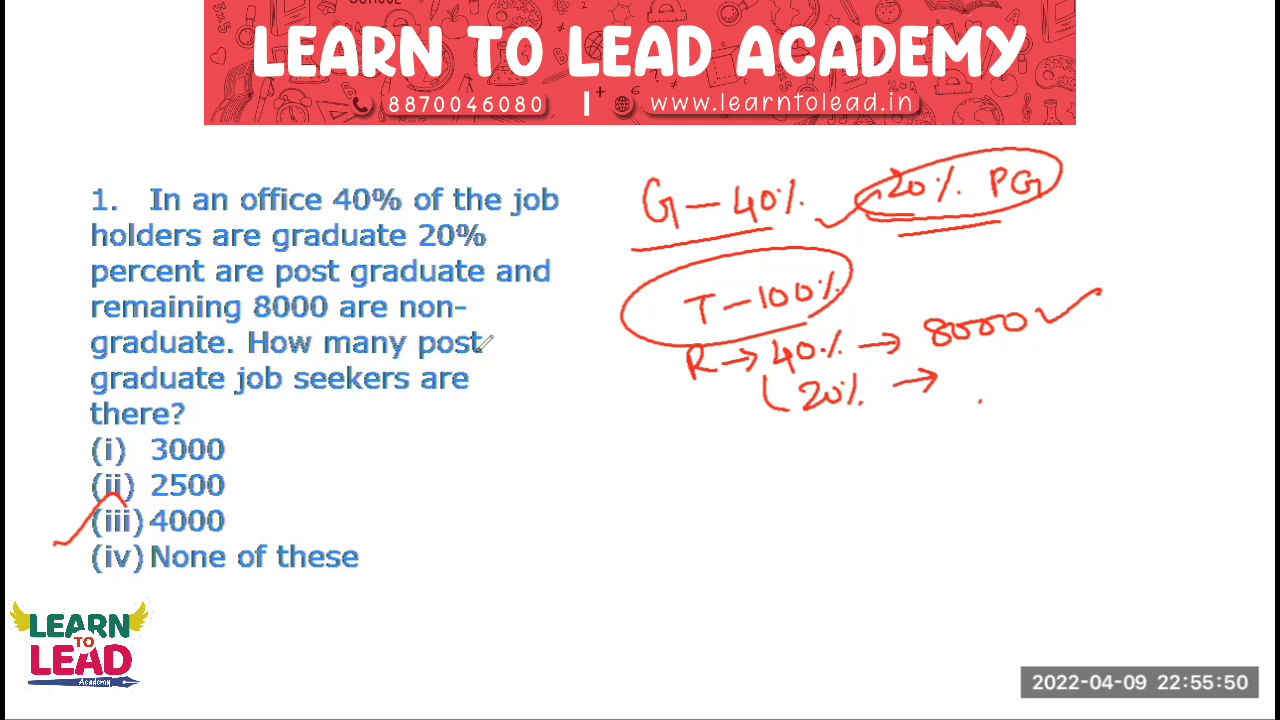 SCHOOL
LEARN TO LEAD ACADEMY
8870046080 | www.learntolead.in
1. In an office 40% of the job
holders are graduate 20%
percent are post graduate and
remaining 8000 are non-
graduate. How many post
graduate job seekers are
there?
(i) 3000
(ii) 2500
(iii) 4000
(iv) None of these
G - 40% 20% PG
T - 100%
R → 40% → 8000
20% →
LEARN
TO
LEAD
Academy
2022-04-09 22:55:50